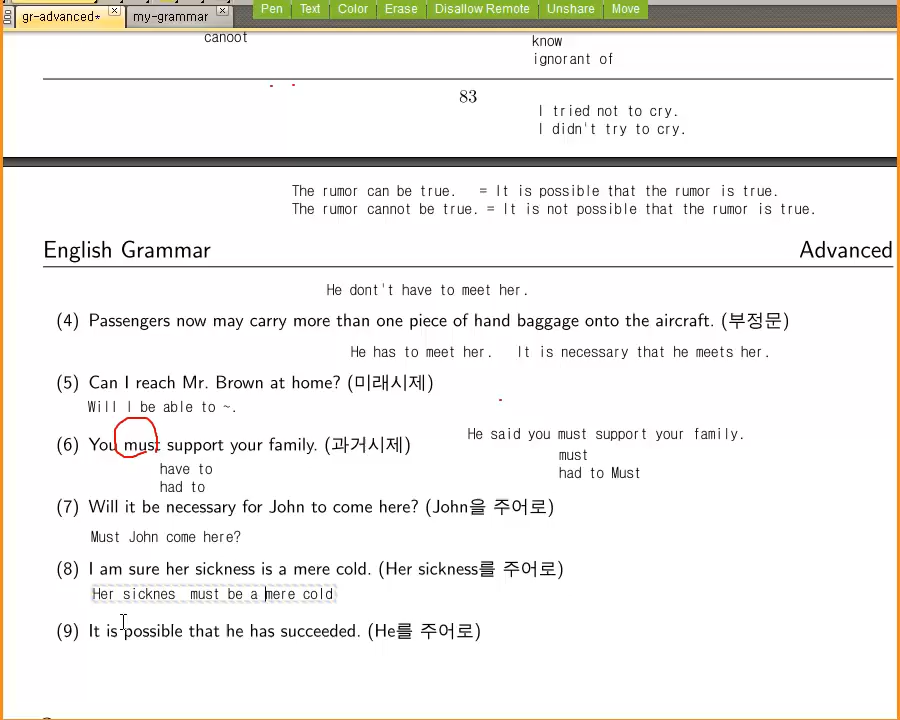 Pen Text Color Erase Disallow Remote Unshare Move
gr-advanced* my-grammar
canoot
know
ignorant of
83
I tried not to cry.
I didn't try to cry.
The rumor can be true. = It is possible that the rumor is true.
The rumor cannot be true. = It is not possible that the rumor is true.
English Grammar Advanced
He dont't have to meet her.
(4) Passengers now may carry more than one piece of hand baggage onto the aircraft. (부정문)
He has to meet her. It is necessary that he meets her.
(5) Can I reach Mr. Brown at home? (미래시제)
Will I be able to ~.
He said you must support your family.
(6) You must support your family. (과거시제)
must
have to
had to Must
had to
(7) Will it be necessary for John to come here? (John을 주어로)
Must John come here?
(8) I am sure her sickness is a mere cold. (Her sickness를 주어로)
Her sicknes must be a mere cold
(9) It is possible that he has succeeded. (He를 주어로)